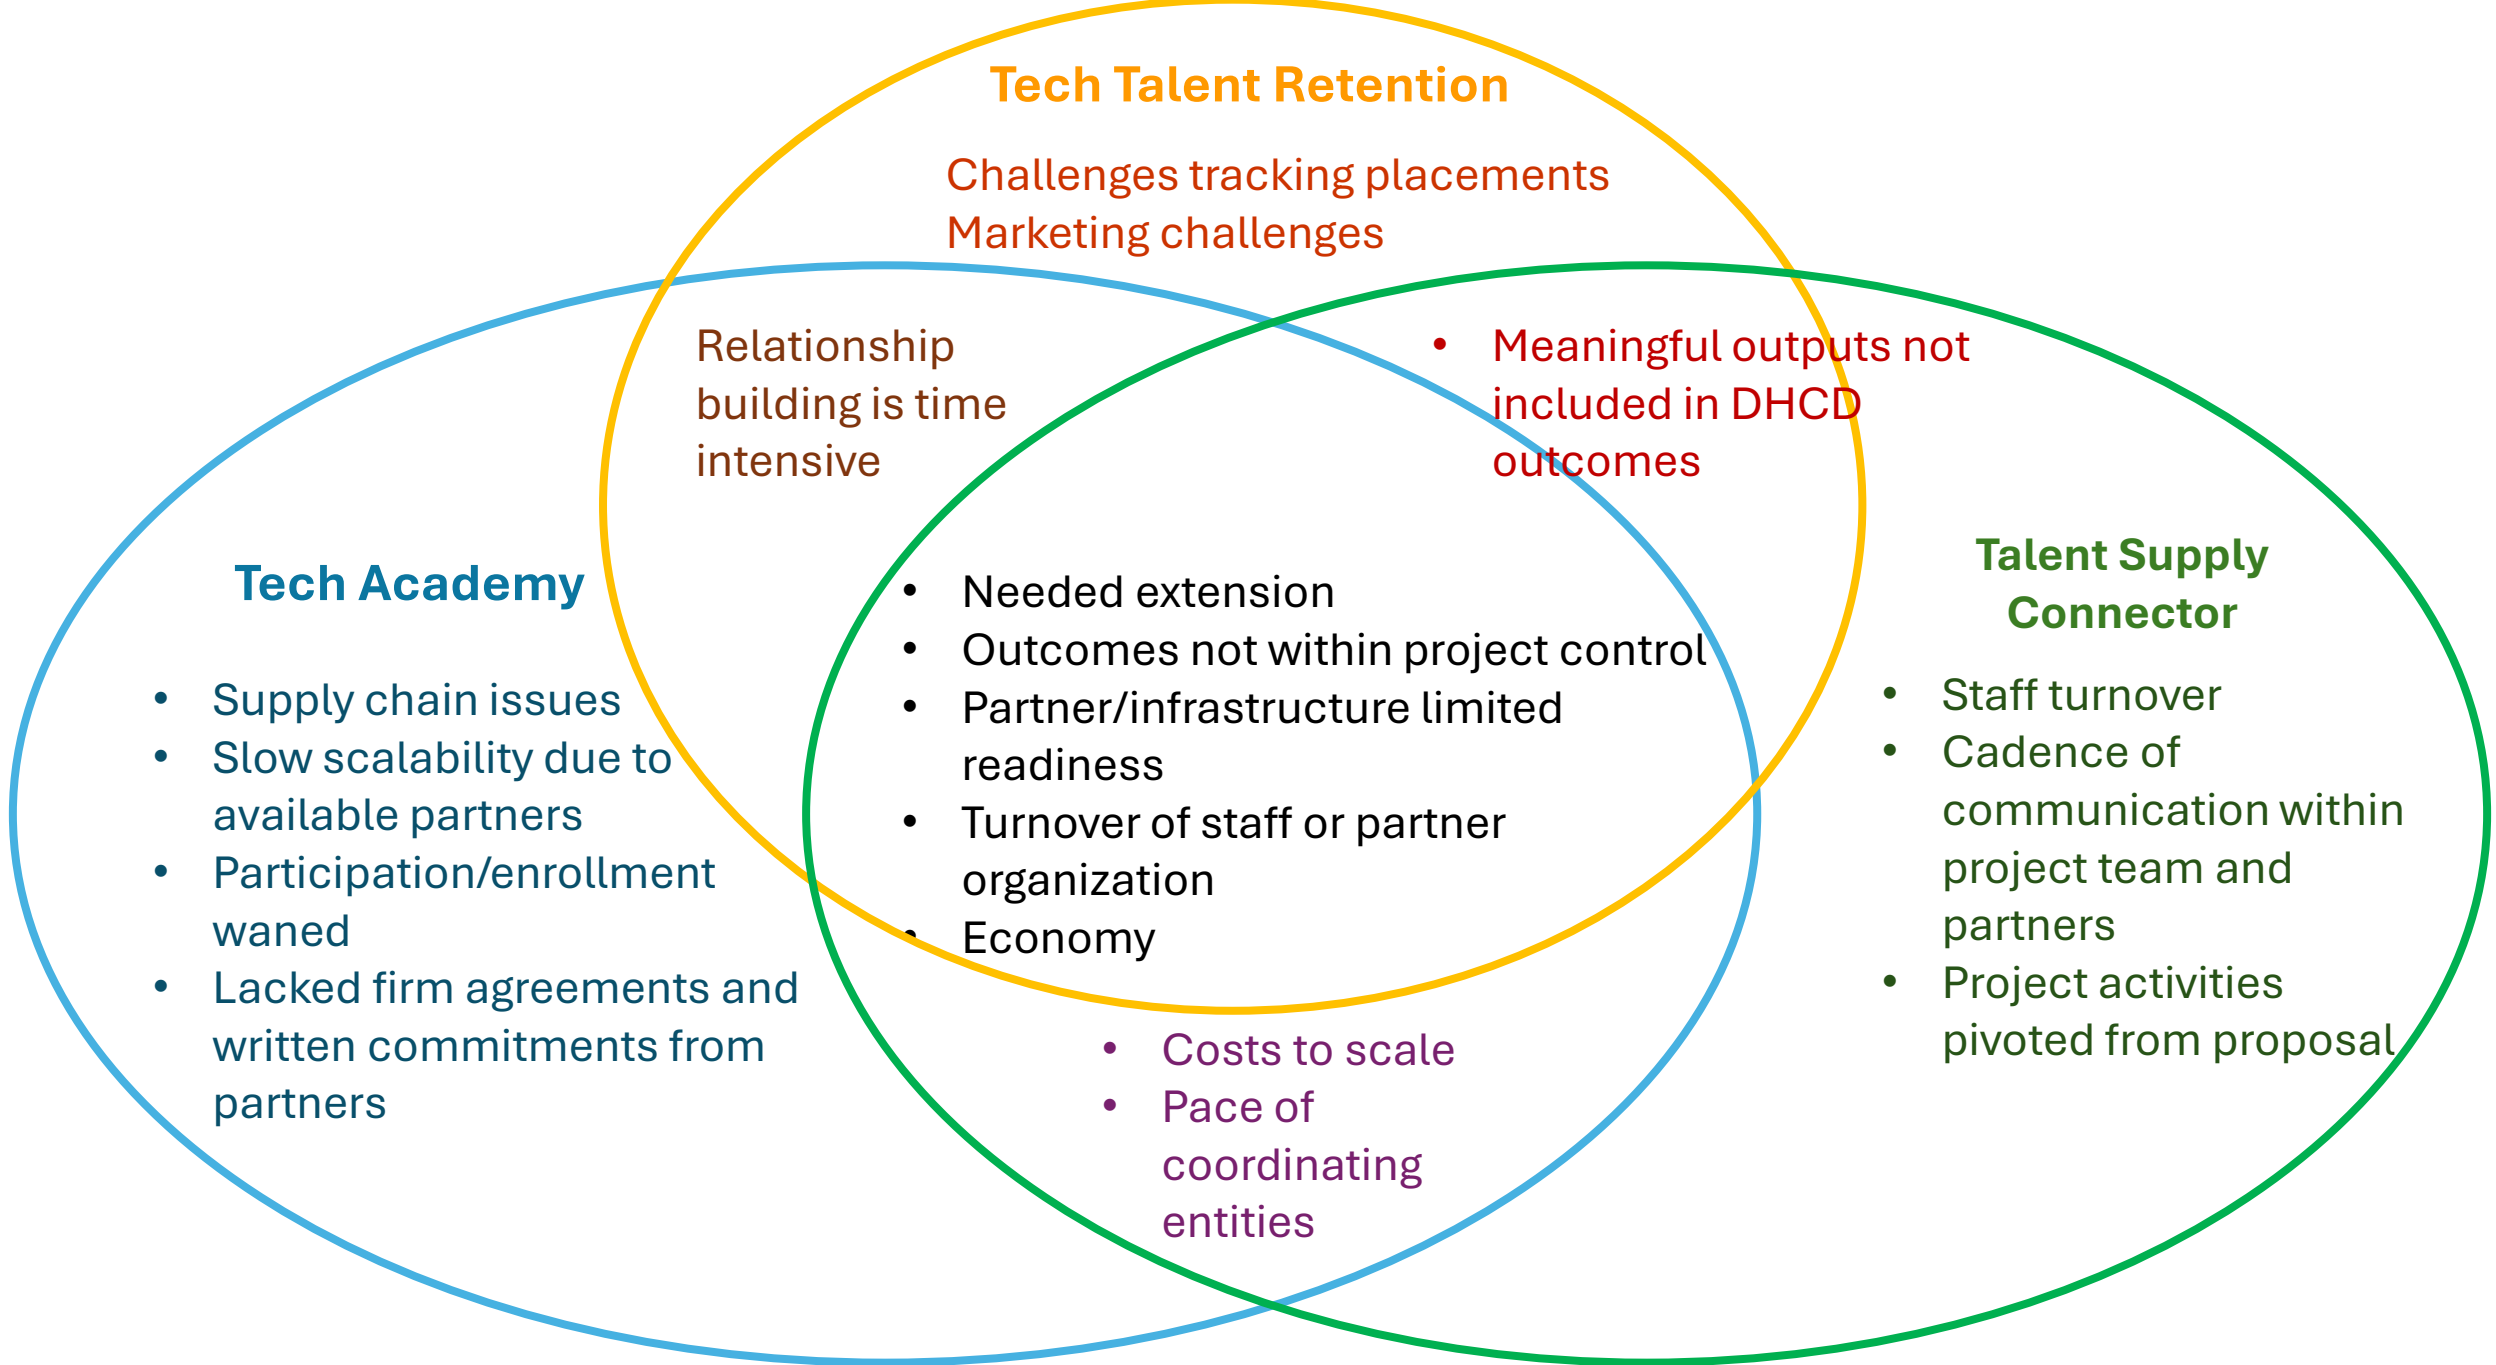 Tech Talent Retention
Challenges tracking placements
Marketing challenges
Relationship
building is time
intensive
• Meaningful outputs not
included in DHCD
outcomes
Tech Academy
• Supply chain issues
• Slow scalability due to
available partners
• Participation/enrollment
waned
• Lacked firm agreements and
written commitments from
partners
• Needed extension
• Outcomes not within project control
• Partner/infrastructure limited
readiness
• Turnover of staff or partner
organization
• Economy
Talent Supply
Connector
• Staff turnover
• Cadence of
communication within
project team and
partners
• Project activities
pivoted from proposal
• Costs to scale
• Pace of
coordinating
entities